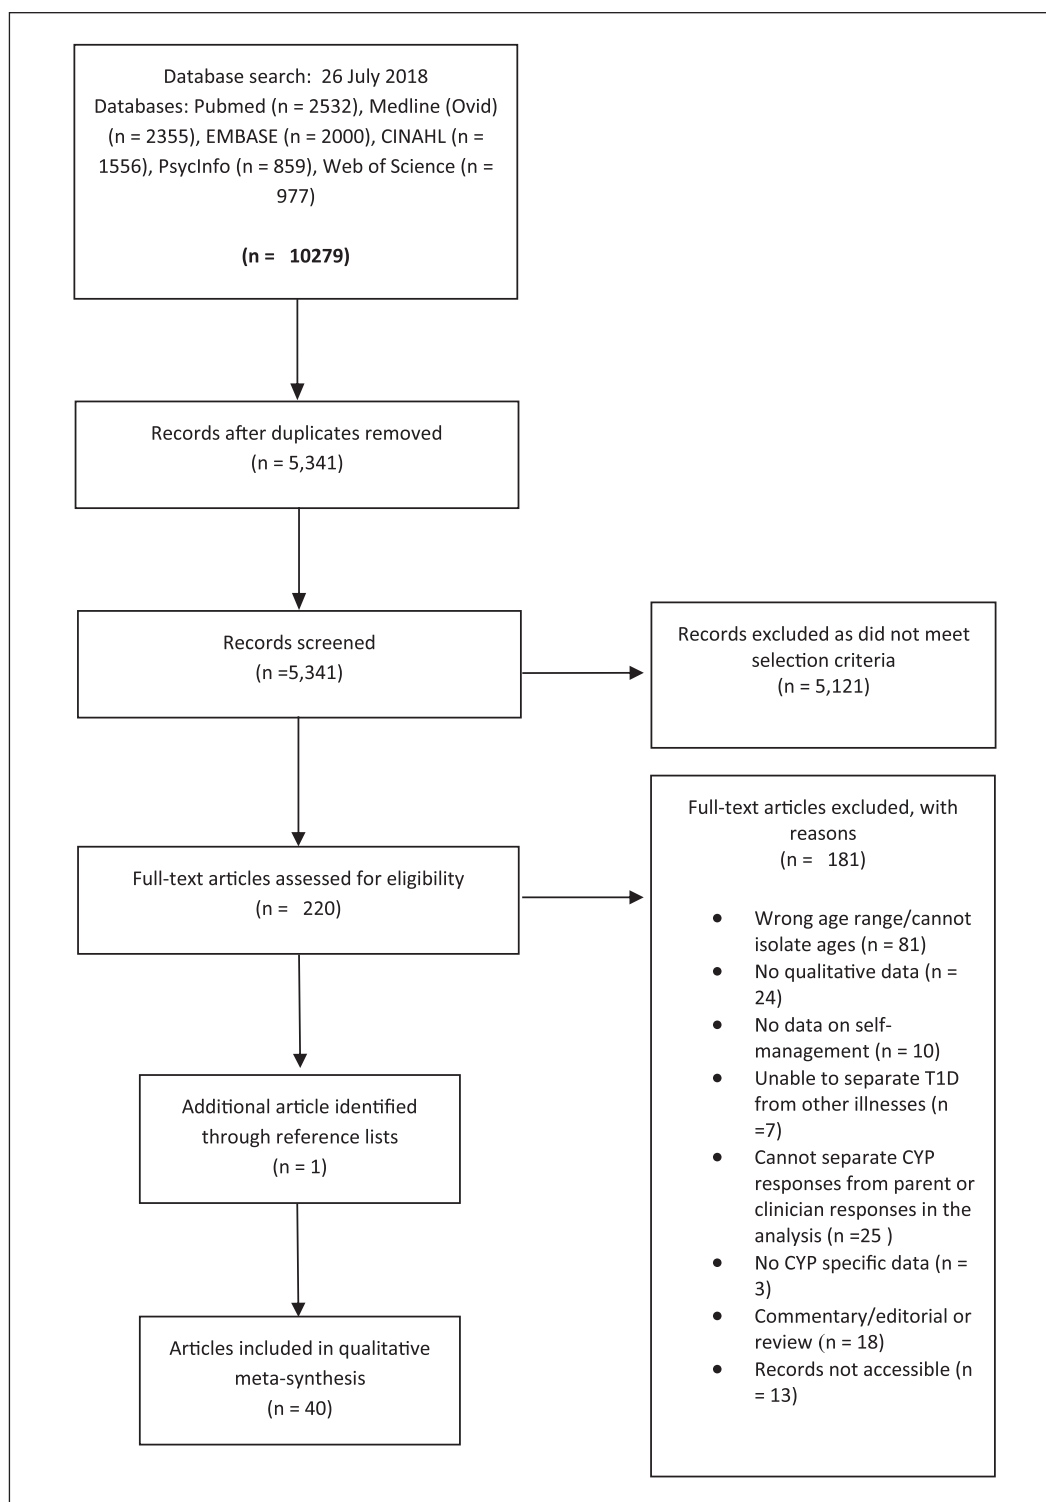 Database search: 26 July 2018
Databases: Pubmed (n = 2532), Medline (Ovid)
(n = 2355), EMBASE (n = 2000), CINAHL (n =
1556), PsycInfo (n = 859), Web of Science (n =
977)
(n = 10279)
Records after duplicates removed
(n = 5,341)
Records screened
(n =5,341)
Records excluded as did not meet
selection criteria
(n = 5,121)
Full-text articles assessed for eligibility
(n = 220)
Full-text articles excluded, with
reasons
(n = 181)
● Wrong age range/cannot
isolate ages (n = 81)
● No qualitative data (n =
24)
● No data on self-
management (n = 10)
● Unable to separate T1D
from other illnesses (n
=7)
● Cannot separate CYP
responses from parent or
clinician responses in the
analysis (n =25 )
● No CYP specific data (n =
3)
● Commentary/editorial or
review (n = 18)
● Records not accessible (n
= 13)
Additional article identified
through reference lists
(n = 1)
Articles included in qualitative
meta-synthesis
(n = 40)